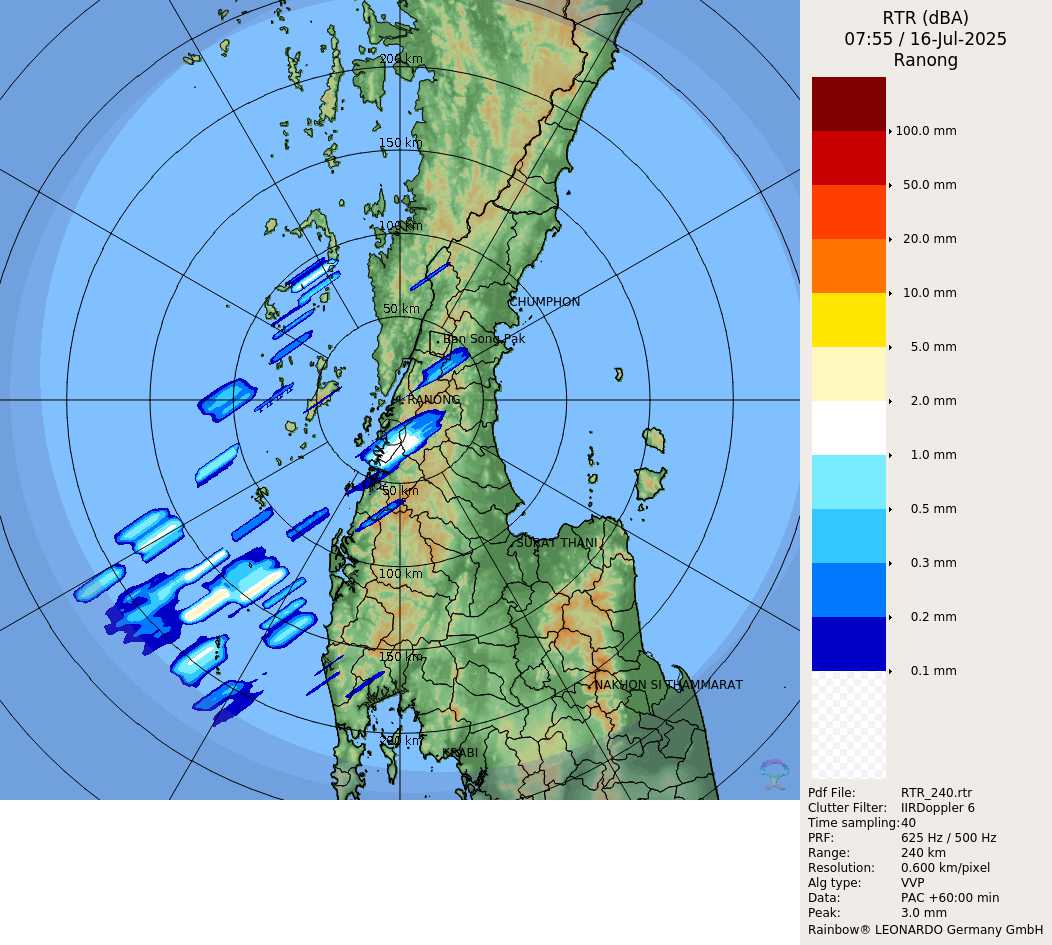 RTR (dBA)
07:55 / 16-Jul-2025
Ranong
200 km
150 km
100 km
50 km
CHUMPHON
Ban Song Pak
RANONG
50 km
SURAT THANI
100 km
150 km
NAKHON SI THAMMARAT
200 km
KRABI
100.0 mm
50.0 mm
20.0 mm
10.0 mm
5.0 mm
2.0 mm
1.0 mm
0.5 mm
0.3 mm
0.2 mm
0.1 mm
Pdf File: RTR_240.rtr
Clutter Filter: IIRDoppler 6
Time sampling:40
PRF: 625 Hz / 500 Hz
Range: 240 km
Resolution: 0.600 km/pixel
Alg type: VVP
Data: PAC +60:00 min
Peak: 3.0 mm
Rainbow® LEONARDO Germany GmbH